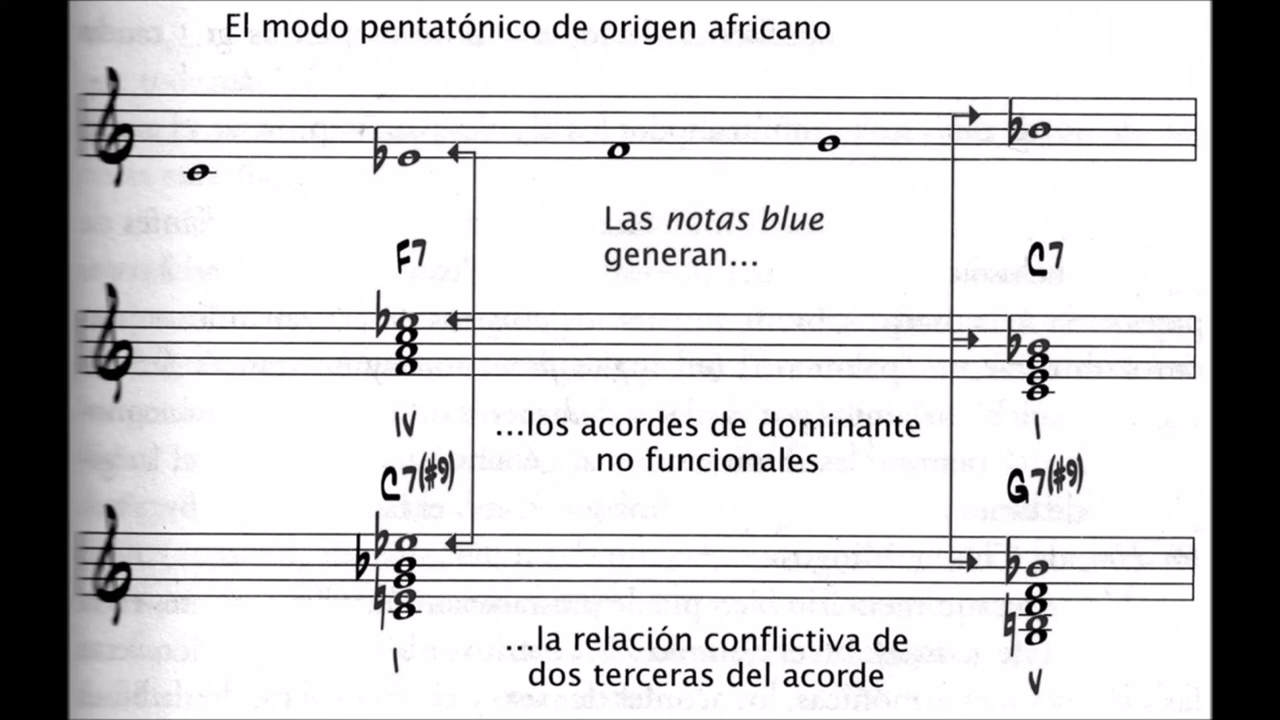 El modo pentatónico de origen africano
Las notas blue
generan...
F7
C7
IV
I
...los acordes de dominante
no funcionales
C7(#9)
G7(#9)
I
V
...la relación conflictiva de
dos terceras del acorde